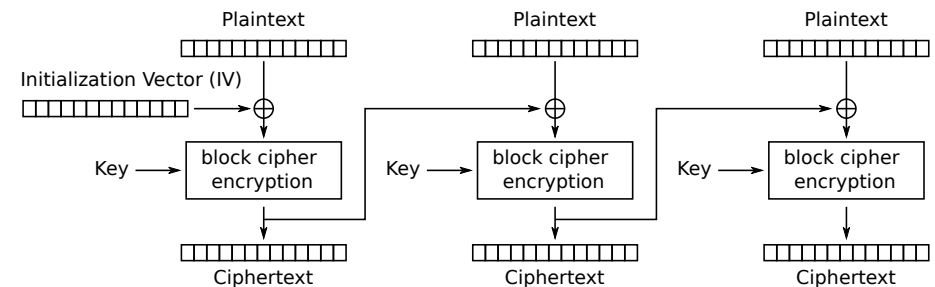 Plaintext
Plaintext
Plaintext
Initialization Vector (IV)
Key
block cipher
encryption
Key
block cipher
encryption
Key
block cipher
encryption
Ciphertext
Ciphertext
Ciphertext